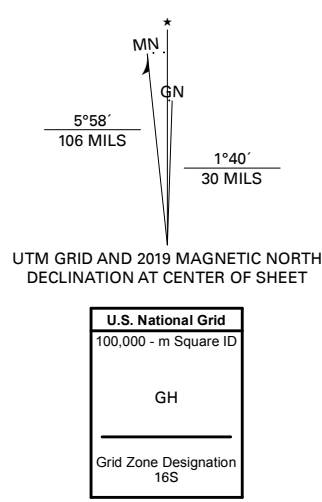 MN
GN
5°58´
106 MILS
1°40´
30 MILS
UTM GRID AND 2019 MAGNETIC NORTH
DECLINATION AT CENTER OF SHEET
U.S. National Grid
100,000 - m Square ID
GH
Grid Zone Designation
16S